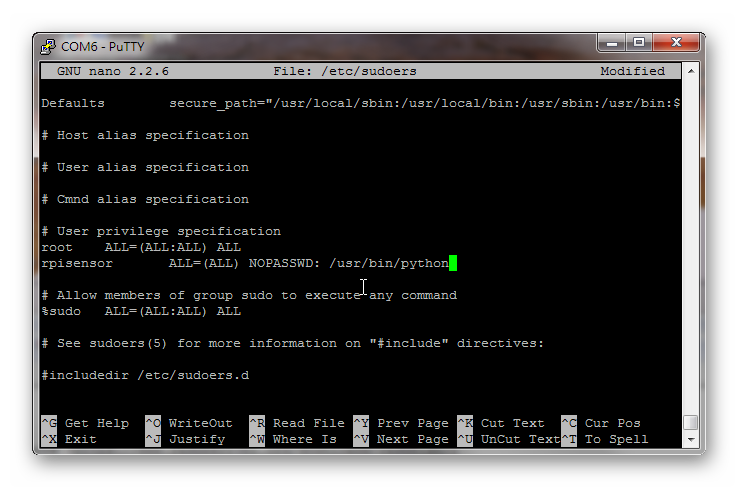 COM6 - PuTTY
GNU nano 2.2.6 File: /etc/sudoers Modified
Defaults secure_path="/usr/local/sbin:/usr/local/bin:/usr/sbin:/usr/bin:$
# Host alias specification
# User alias specification
# Cmnd alias specification
# User privilege specification
root ALL=(ALL:ALL) ALL
rpisensor ALL=(ALL) NOPASSWD: /usr/bin/python
# Allow members of group sudo to execute any command
%sudo ALL=(ALL:ALL) ALL
# See sudoers(5) for more information on "#include" directives:
#includedir /etc/sudoers.d
^G Get Help ^O WriteOut ^R Read File ^Y Prev Page ^K Cut Text ^C Cur Pos
^X Exit ^J Justify ^W Where Is ^V Next Page ^U UnCut Text^T To Spell